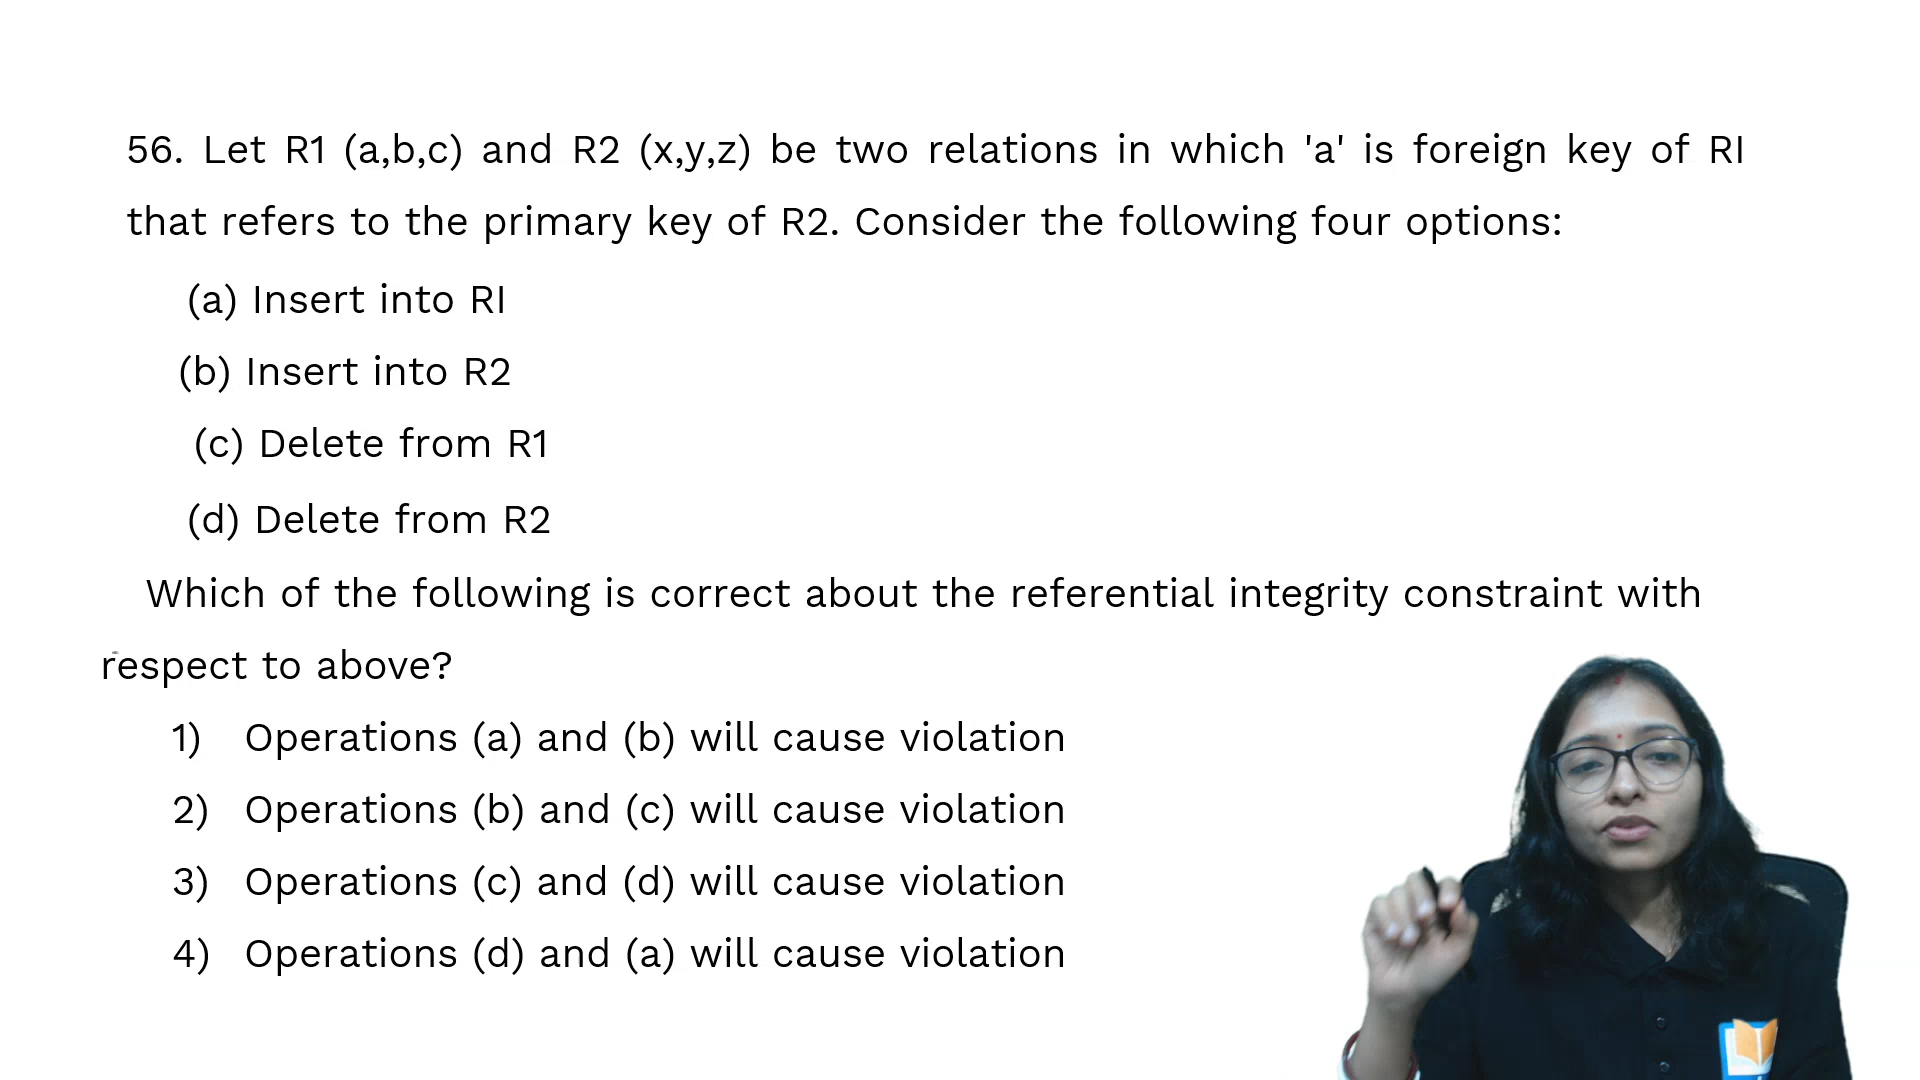 56. Let R1 (a,b,c) and R2 (x,y,z) be two relations in which 'a' is foreign key of RI
that refers to the primary key of R2. Consider the following four options:
(a) Insert into RI
(b) Insert into R2
(c) Delete from R1
(d) Delete from R2
Which of the following is correct about the referential integrity constraint with
respect to above?
1) Operations (a) and (b) will cause violation
2) Operations (b) and (c) will cause violation
3) Operations (c) and (d) will cause violation
4) Operations (d) and (a) will cause violation